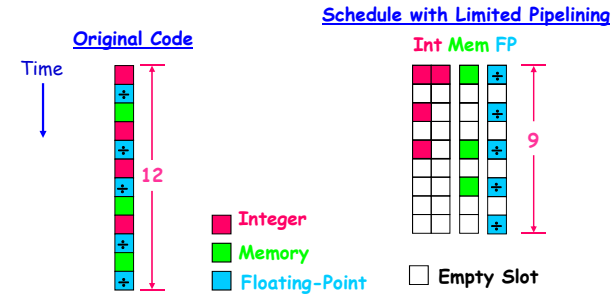 Schedule with Limited Pipelining
Original Code
Int Mem FP
Time
÷
÷
÷
÷
÷
÷
÷
÷
÷
÷
12
9
Integer
Memory
Floating-Point
Empty Slot